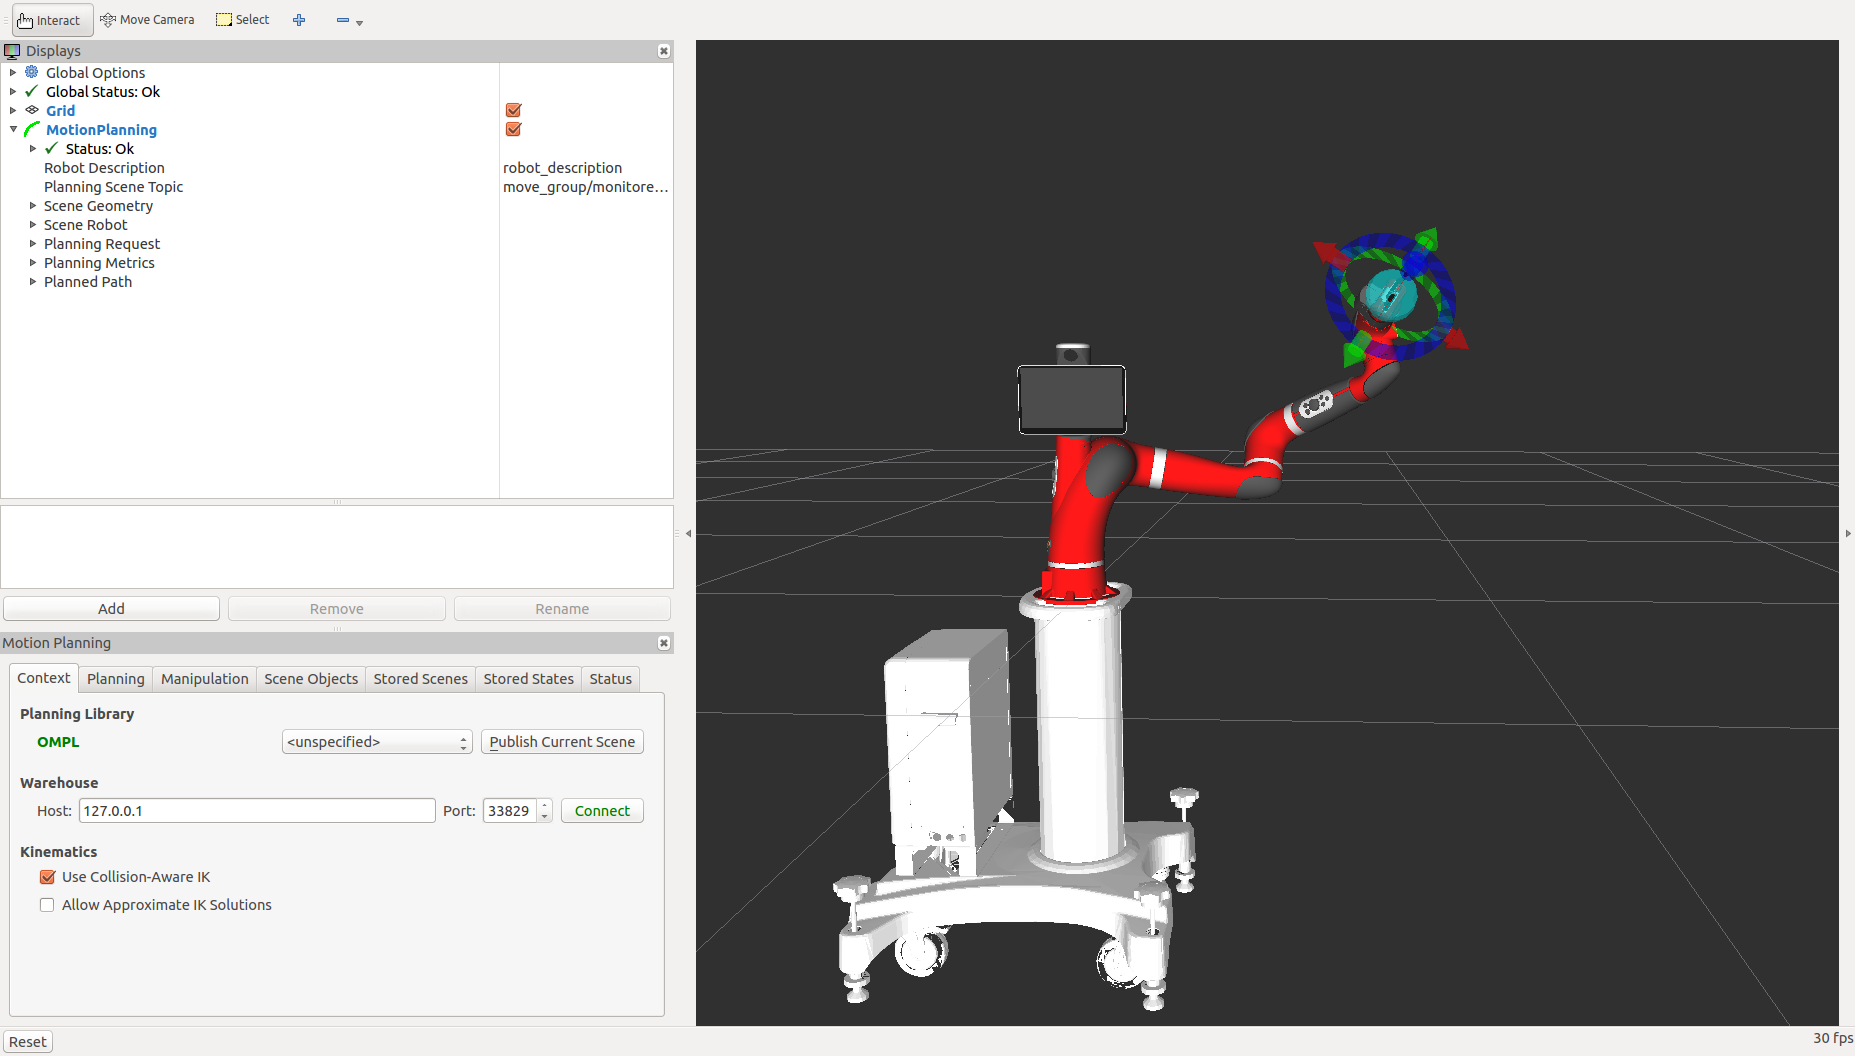 Interact Move Camera Select
Displays
Global Options
Global Status: Ok
Grid
MotionPlanning
Status: Ok
Robot Description robot_description
Planning Scene Topic move_group/monitore...
Scene Geometry
Scene Robot
Planning Request
Planning Metrics
Planned Path
Add Remove Rename
Motion Planning
Context Planning Manipulation Scene Objects Stored Scenes Stored States Status
Planning Library
OMPL <unspecified> Publish Current Scene
Warehouse
Host: 127.0.0.1 Port: 33829 Connect
Kinematics
Use Collision-Aware IK
Allow Approximate IK Solutions
Reset 30 fps